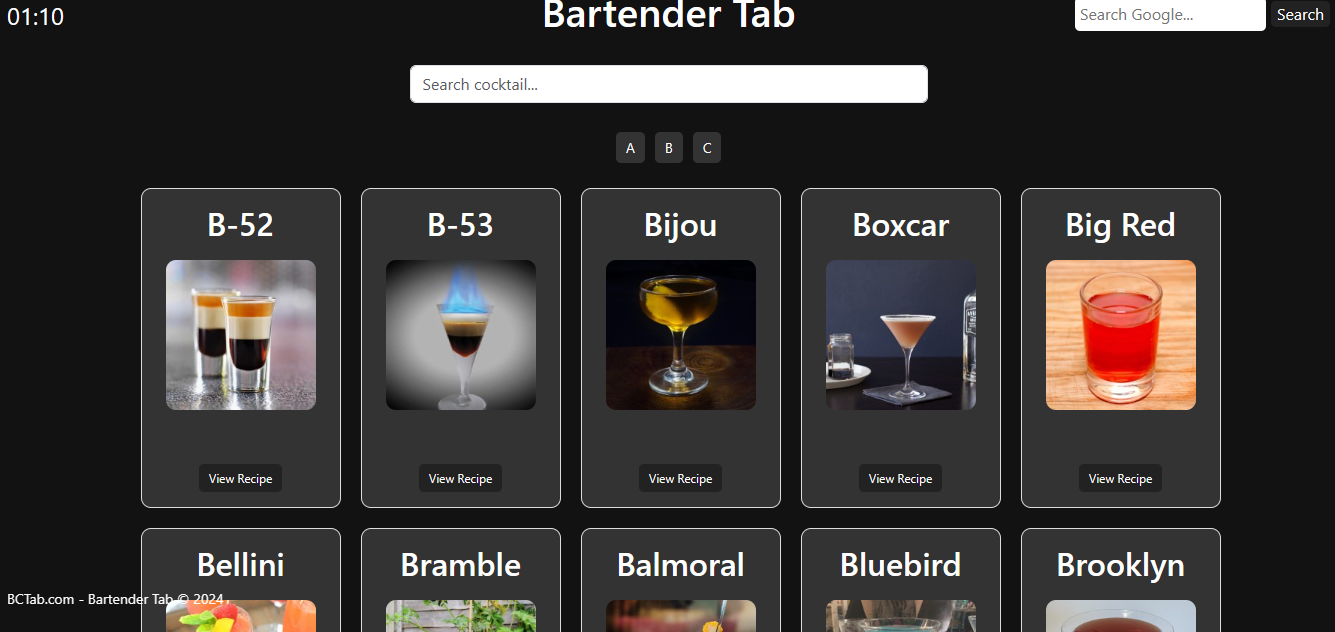 01:10
Bartender Tab
Search Google...
Search
Search cocktail...
A B C
B-52
B-53
Bijou
Boxcar
Big Red
View Recipe
View Recipe
View Recipe
View Recipe
View Recipe
Bellini
Bramble
Balmoral
Bluebird
Brooklyn
BCTab.com - Bartender Tab © 2024